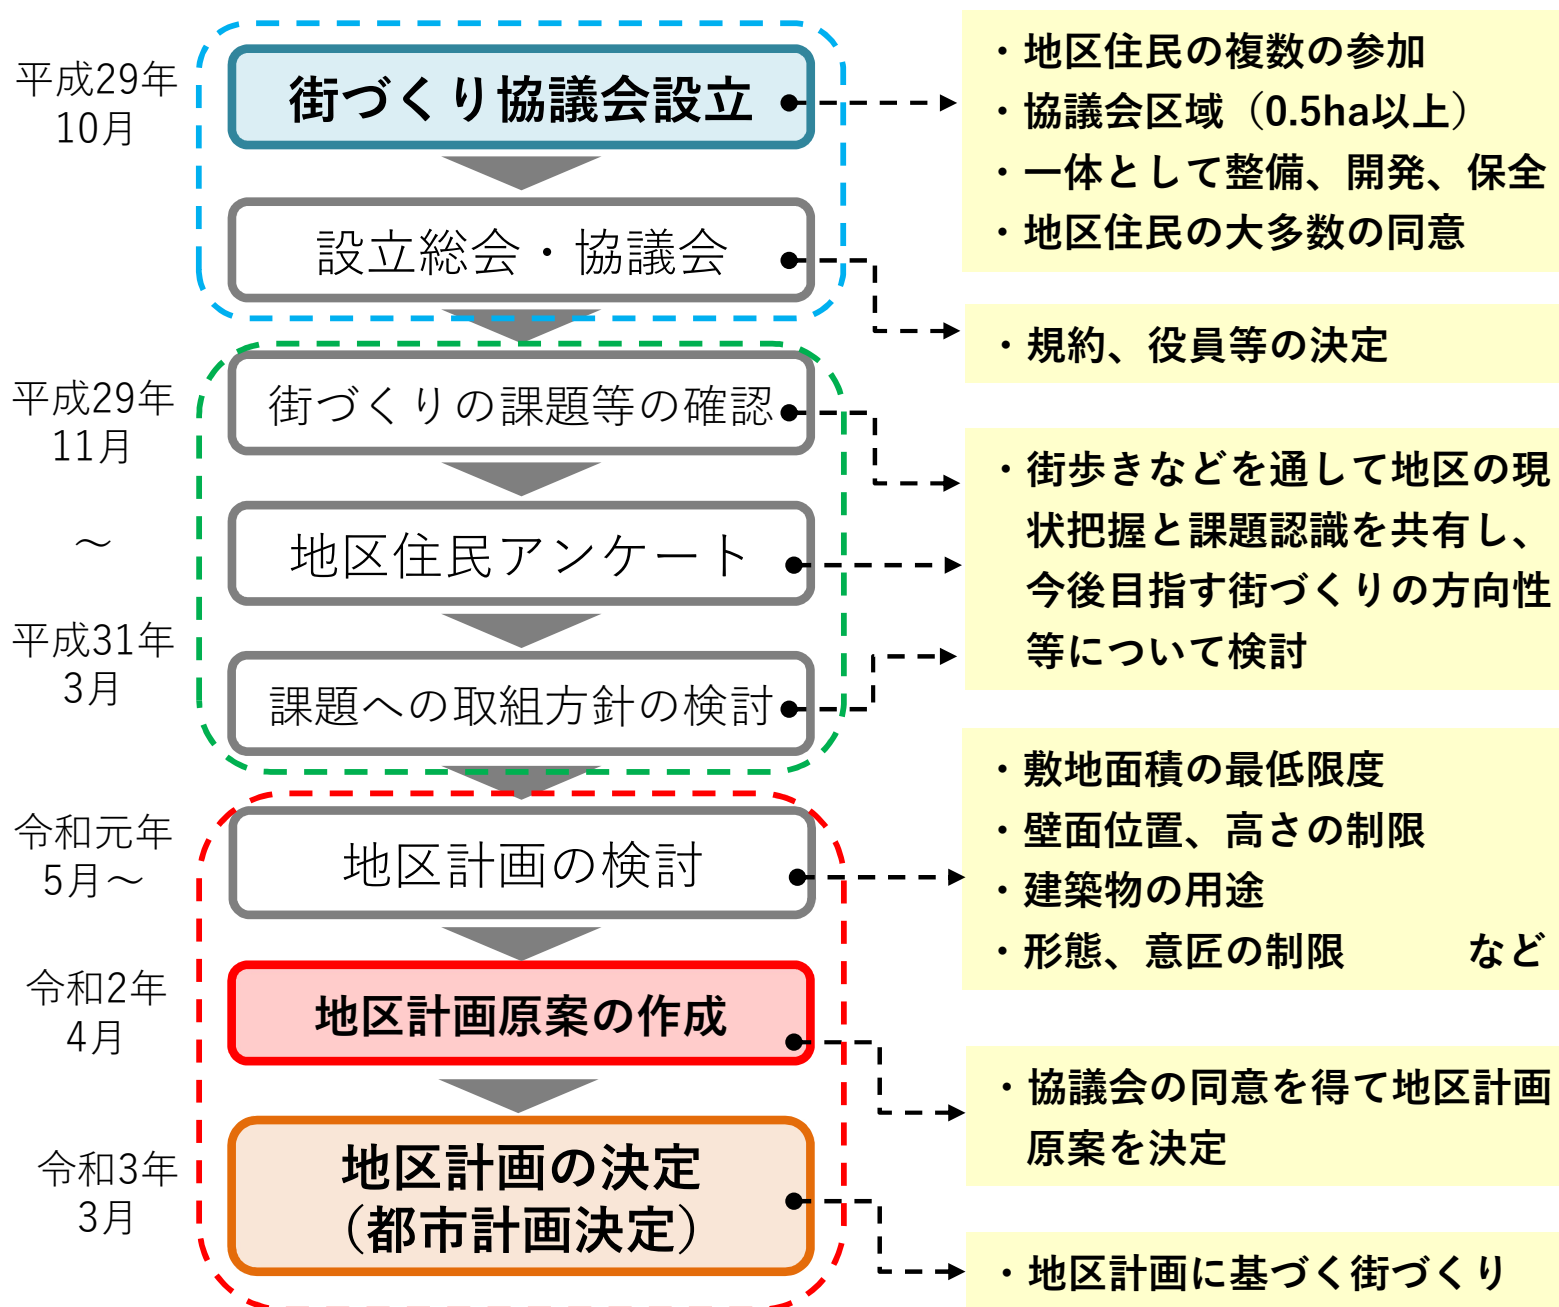 平成29年
10月
街づくり協議会設立
・地区住民の複数の参加
・協議会区域（0.5ha以上）
・一体として整備、開発、保全
・地区住民の大多数の同意
設立総会・協議会
・規約、役員等の決定
平成29年
11月
～
平成31年
3月
街づくりの課題等の確認
地区住民アンケート
課題への取組方針の検討
・街歩きなどを通して地区の現
状把握と課題認識を共有し、
今後目指す街づくりの方向性
等について検討
令和元年
5月～
地区計画の検討
・敷地面積の最低限度
・壁面位置、高さの制限
・建築物の用途
・形態、意匠の制限　　　など
令和2年
4月
地区計画原案の作成
・協議会の同意を得て地区計画
原案を決定
令和3年
3月
地区計画の決定
（都市計画決定）
・地区計画に基づく街づくり